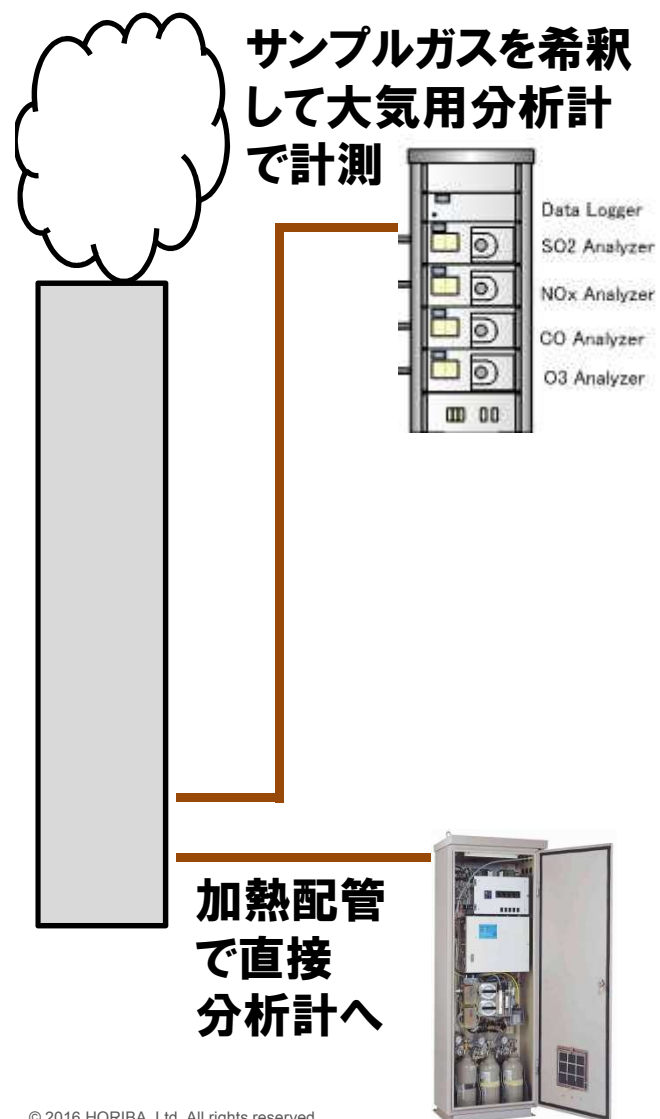 サンプルガスを希釈
して大気用分析計
で計測
Data Logger
SO2 Analyzer
NOx Analyzer
CO Analyzer
O3 Analyzer
加熱配管
で直接
分析計へ
© 2016 HORIBA, Ltd. All rights reserved.